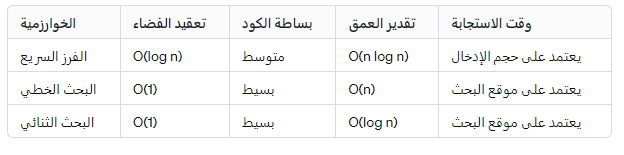 الخوارزمية تعقيد الفضاء بساطة الكود تقدير العمق وقت الاستجابة
الفرز السريع O(log n) متوسط O(n log n) يعتمد على حجم الإدخال
البحث الخطي O(1) بسيط O(n) يعتمد على موقع البحث
البحث الثنائي O(1) بسيط O(log n) يعتمد على موقع البحث